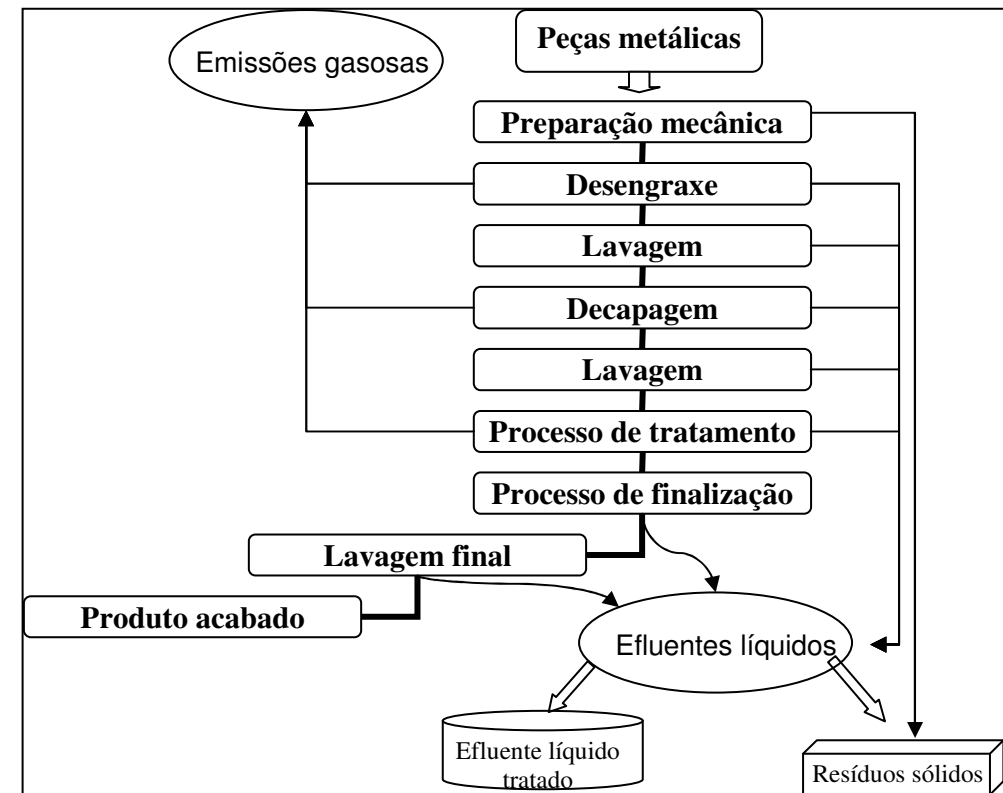 Peças metálicas
Emissões gasosas
Preparação mecânica
Desengraxe
Lavagem
Decapagem
Lavagem
Processo de tratamento
Processo de finalização
Lavagem final
Produto acabado
Efluentes líquidos
Efluente líquido
tratado
Resíduos sólidos